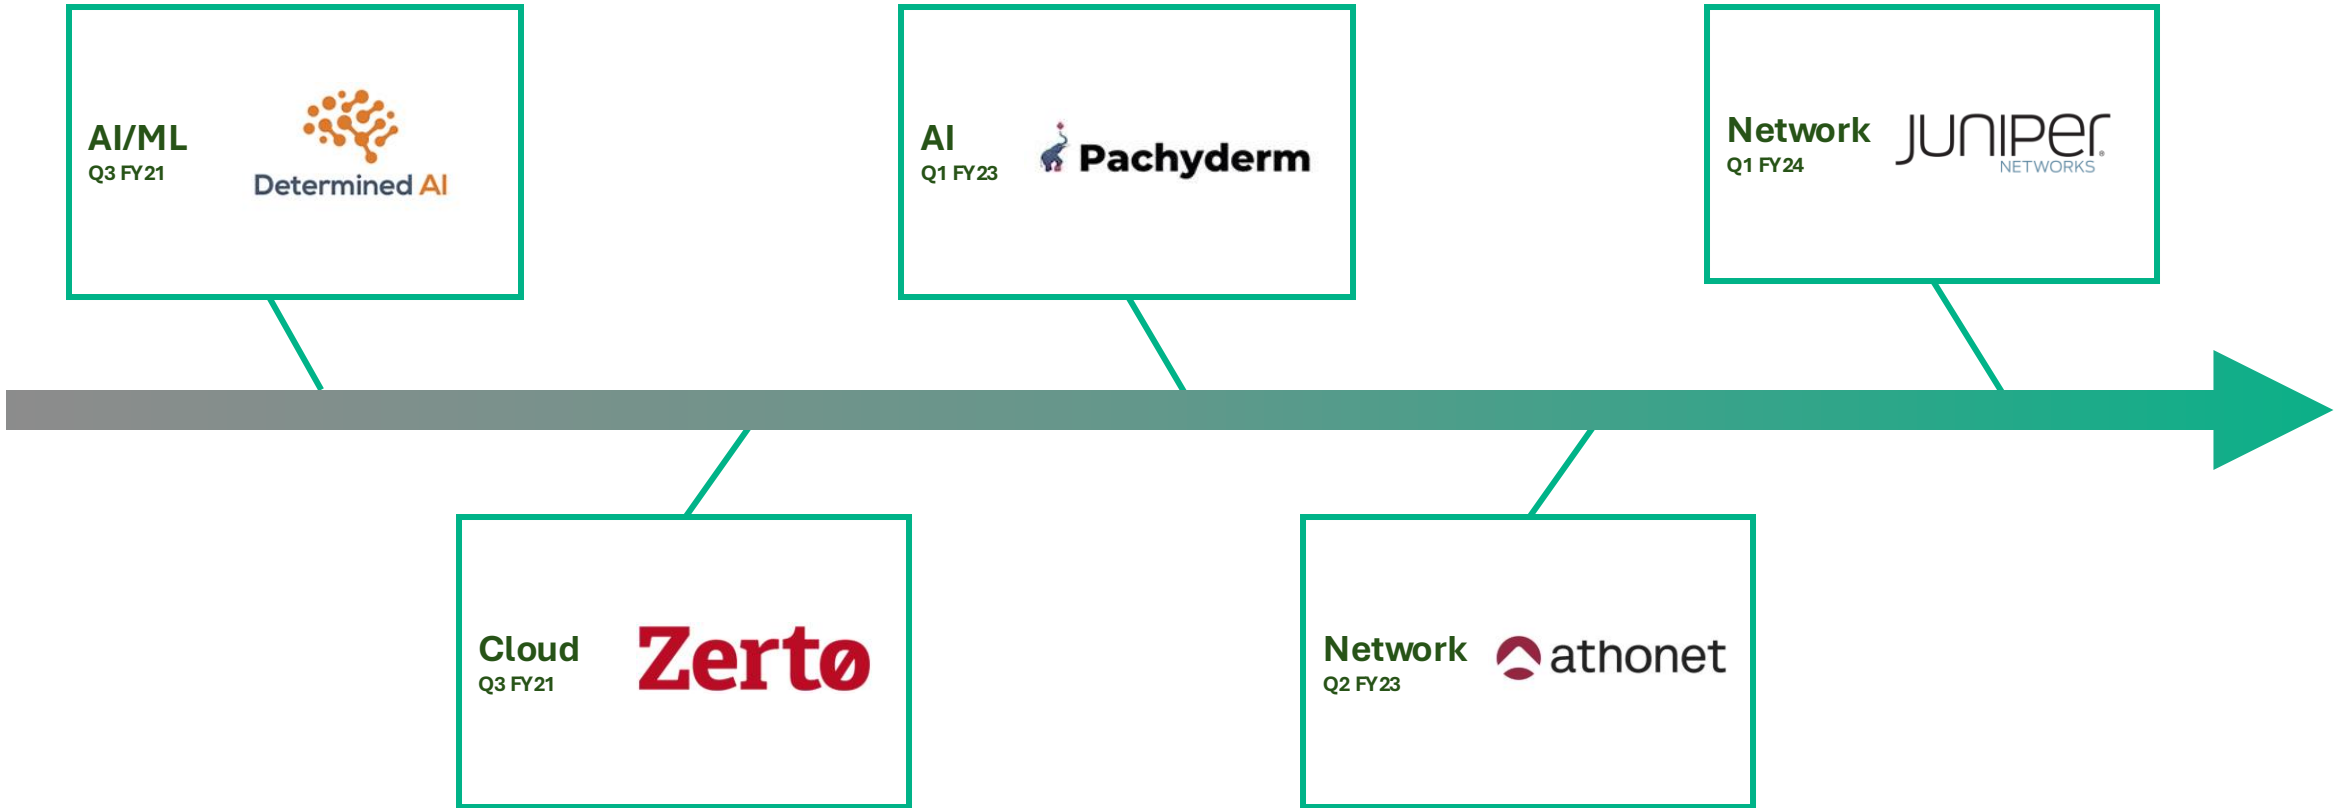 AI/ML
Q3 FY21
Determined AI
AI
Q1 FY23
Pachyderm
Network
Q1 FY24
Juniper®
NETWORKS
Cloud
Q3 FY21
Zerto
Network
Q2 FY23
athonet